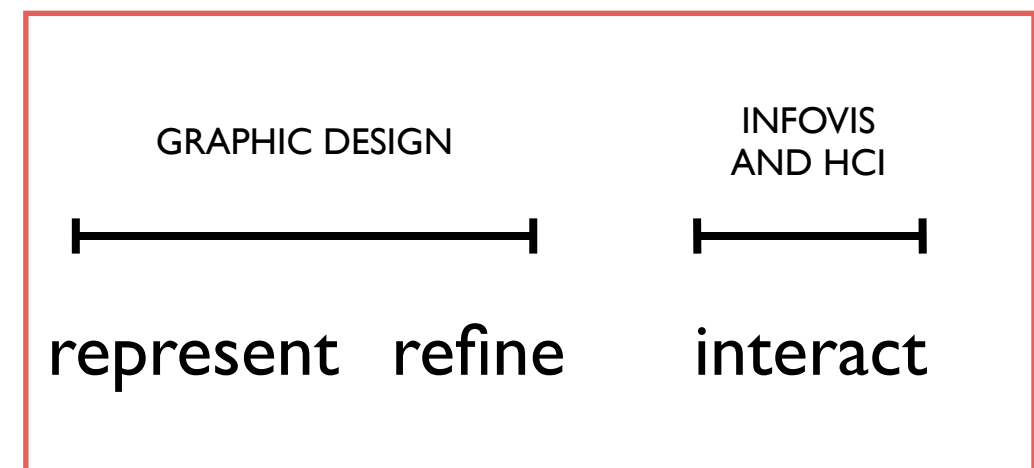 GRAPHIC DESIGN
INFOVIS
AND HCI
represent refine interact